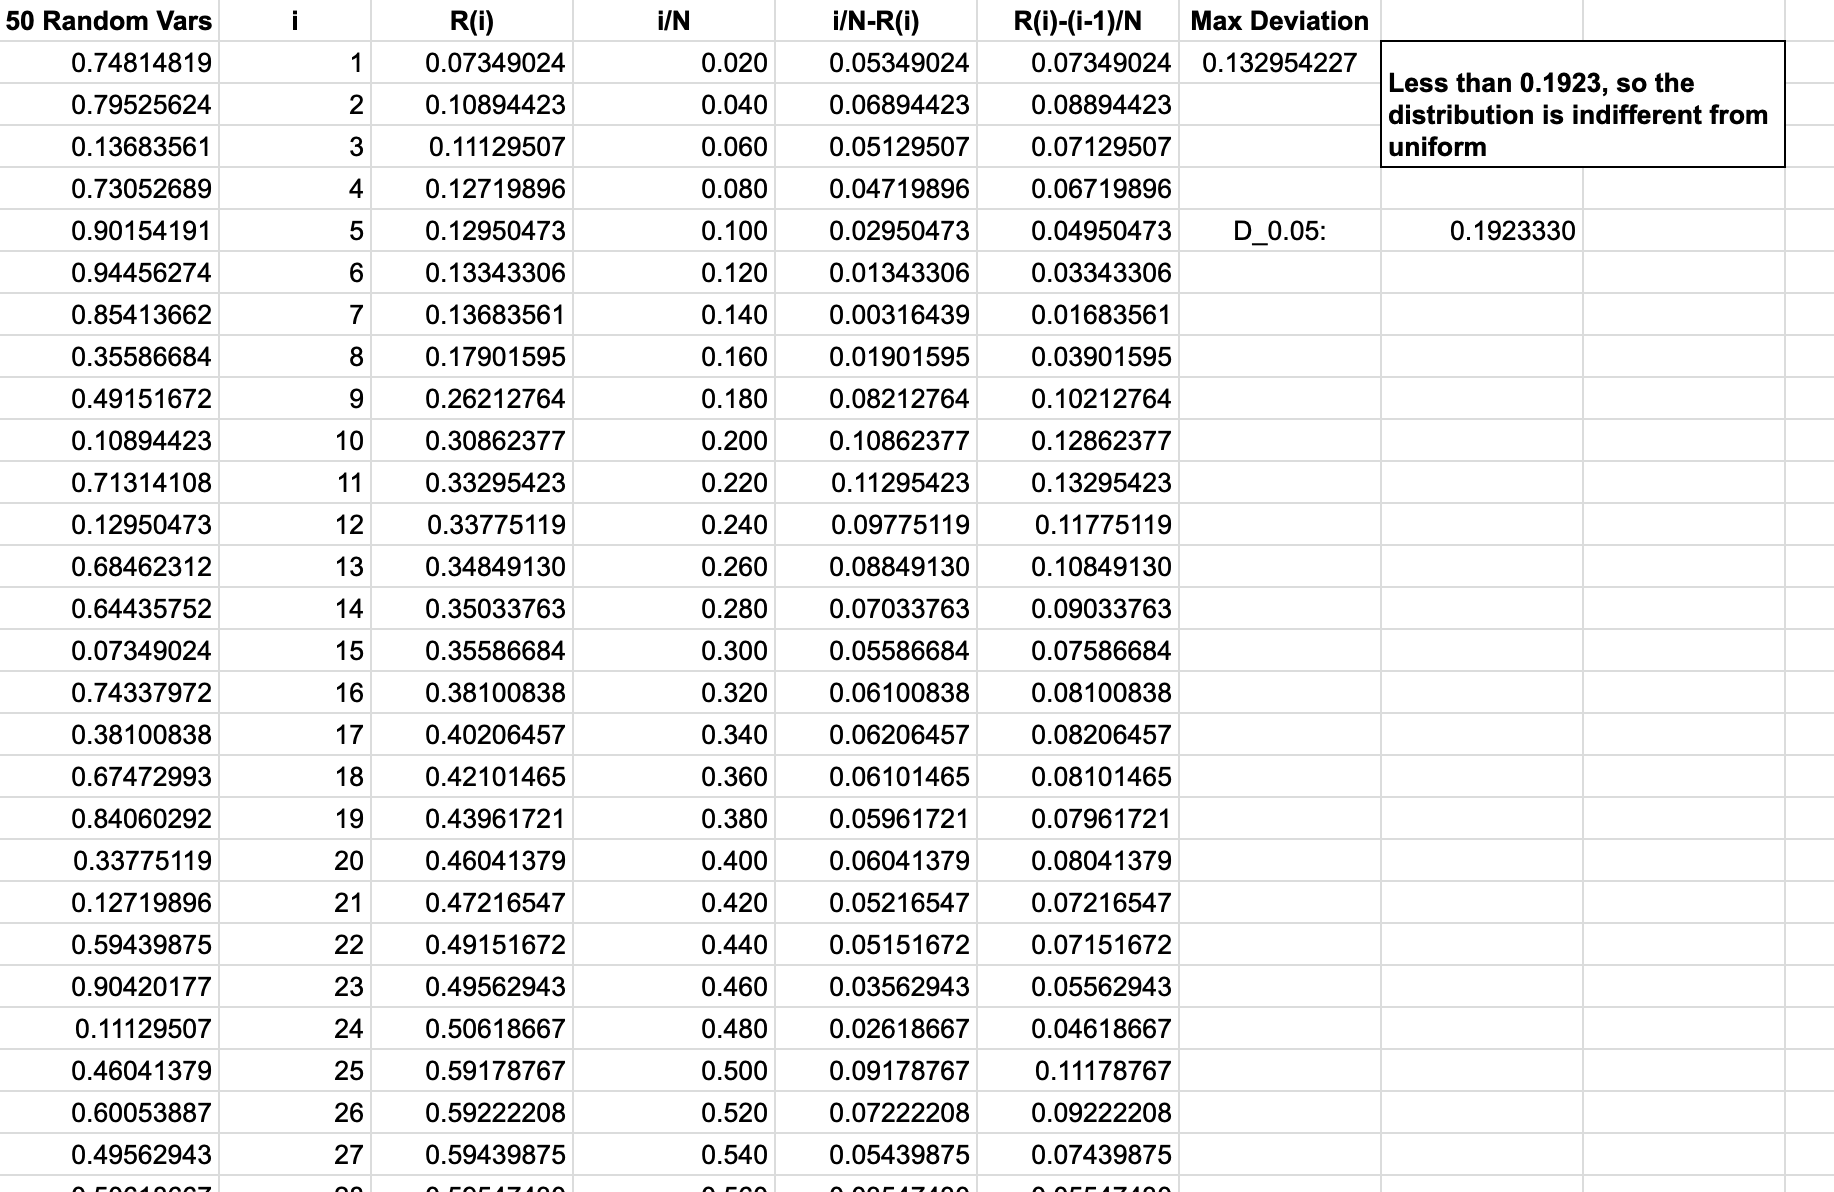 50 Random Vars i R(i) i/N i/N-R(i) R(i)-(i-1)/N Max Deviation
0.74814819 1 0.07349024 0.020 0.05349024 0.07349024 0.132954227
Less than 0.1923, so the
distribution is indifferent from
uniform
0.79525624 2 0.10894423 0.040 0.06894423 0.08894423
0.13683561 3 0.11129507 0.060 0.05129507 0.07129507
0.73052689 4 0.12719896 0.080 0.04719896 0.06719896
0.90154191 5 0.12950473 0.100 0.02950473 0.04950473 D_0.05: 0.1923330
0.94456274 6 0.13343306 0.120 0.01343306 0.03343306
0.85413662 7 0.13683561 0.140 0.00316439 0.01683561
0.35586684 8 0.17901595 0.160 0.01901595 0.03901595
0.49151672 9 0.26212764 0.180 0.08212764 0.10212764
0.10894423 10 0.30862377 0.200 0.10862377 0.12862377
0.71314108 11 0.33295423 0.220 0.11295423 0.13295423
0.12950473 12 0.33775119 0.240 0.09775119 0.11775119
0.68462312 13 0.34849130 0.260 0.08849130 0.10849130
0.64435752 14 0.35033763 0.280 0.07033763 0.09033763
0.07349024 15 0.35586684 0.300 0.05586684 0.07586684
0.74337972 16 0.38100838 0.320 0.06100838 0.08100838
0.38100838 17 0.40206457 0.340 0.06206457 0.08206457
0.67472993 18 0.42101465 0.360 0.06101465 0.08101465
0.84060292 19 0.43961721 0.380 0.05961721 0.07961721
0.33775119 20 0.46041379 0.400 0.06041379 0.08041379
0.12719896 21 0.47216547 0.420 0.05216547 0.07216547
0.59439875 22 0.49151672 0.440 0.05151672 0.07151672
0.90420177 23 0.49562943 0.460 0.03562943 0.05562943
0.11129507 24 0.50618667 0.480 0.02618667 0.04618667
0.46041379 25 0.59178767 0.500 0.09178767 0.11178767
0.60053887 26 0.59222208 0.520 0.07222208 0.09222208
0.49562943 27 0.59439875 0.540 0.05439875 0.07439875